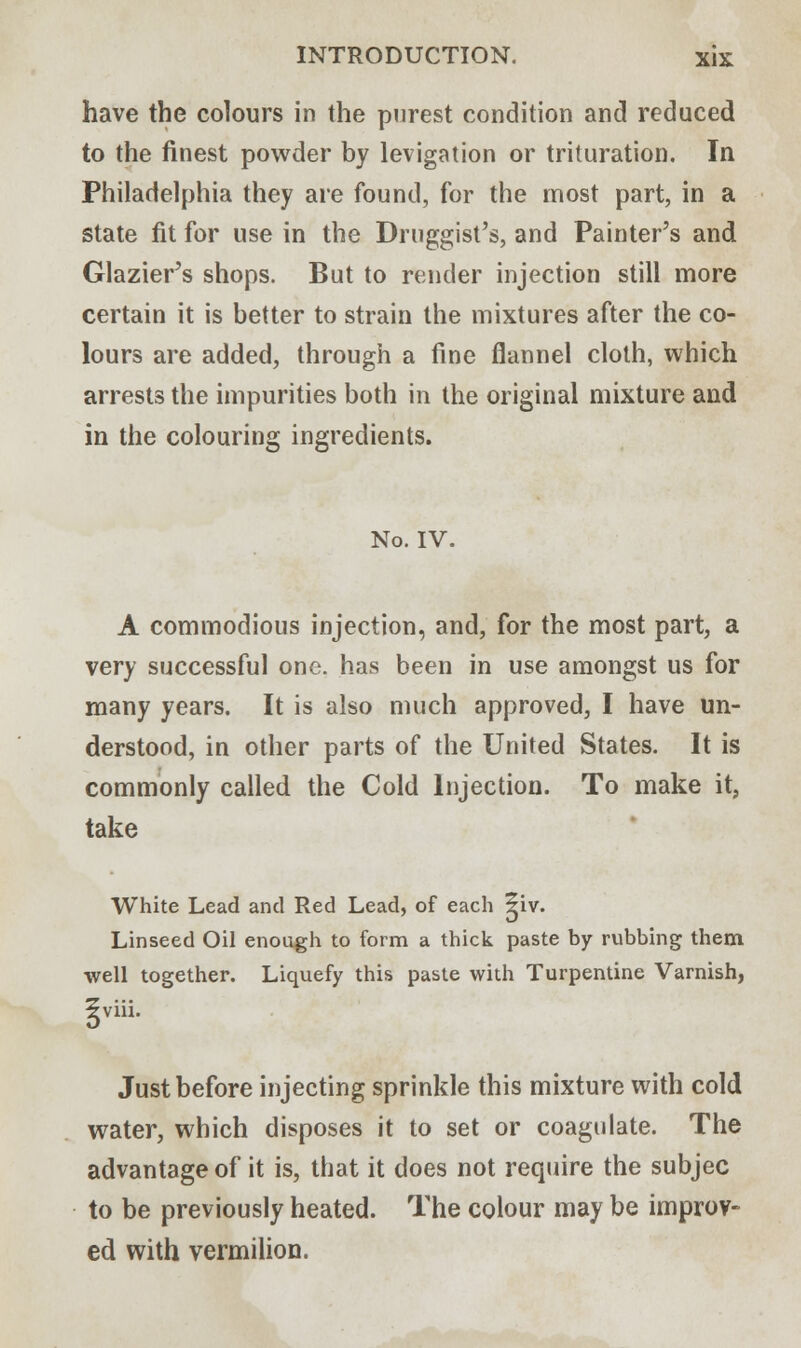 INTRODUCTION. xix
have the colours in the purest condition and reduced
to the finest powder by levigation or trituration. In
Philadelphia they are found, for the most part, in a
state fit for use in the Druggist's, and Painter's and
Glazier's shops. But to render injection still more
certain it is better to strain the mixtures after the co-
lours are added, through a fine flannel cloth, which
arrests the impurities both in the original mixture and
in the colouring ingredients.
No. IV.
A commodious injection, and, for the most part, a
very successful one. has been in use amongst us for
many years. It is also much approved, I have un-
derstood, in other parts of the United States. It is
commonly called the Cold Injection. To make it,
take
White Lead and Red Lead, of each ℥iv.
Linseed Oil enough to form a thick paste by rubbing them
well together. Liquefy this paste with Turpentine Varnish,
℥viii.
Just before injecting sprinkle this mixture with cold
water, which disposes it to set or coagulate. The
advantage of it is, that it does not require the subjec
to be previously heated. The colour may be improv-
ed with vermilion.